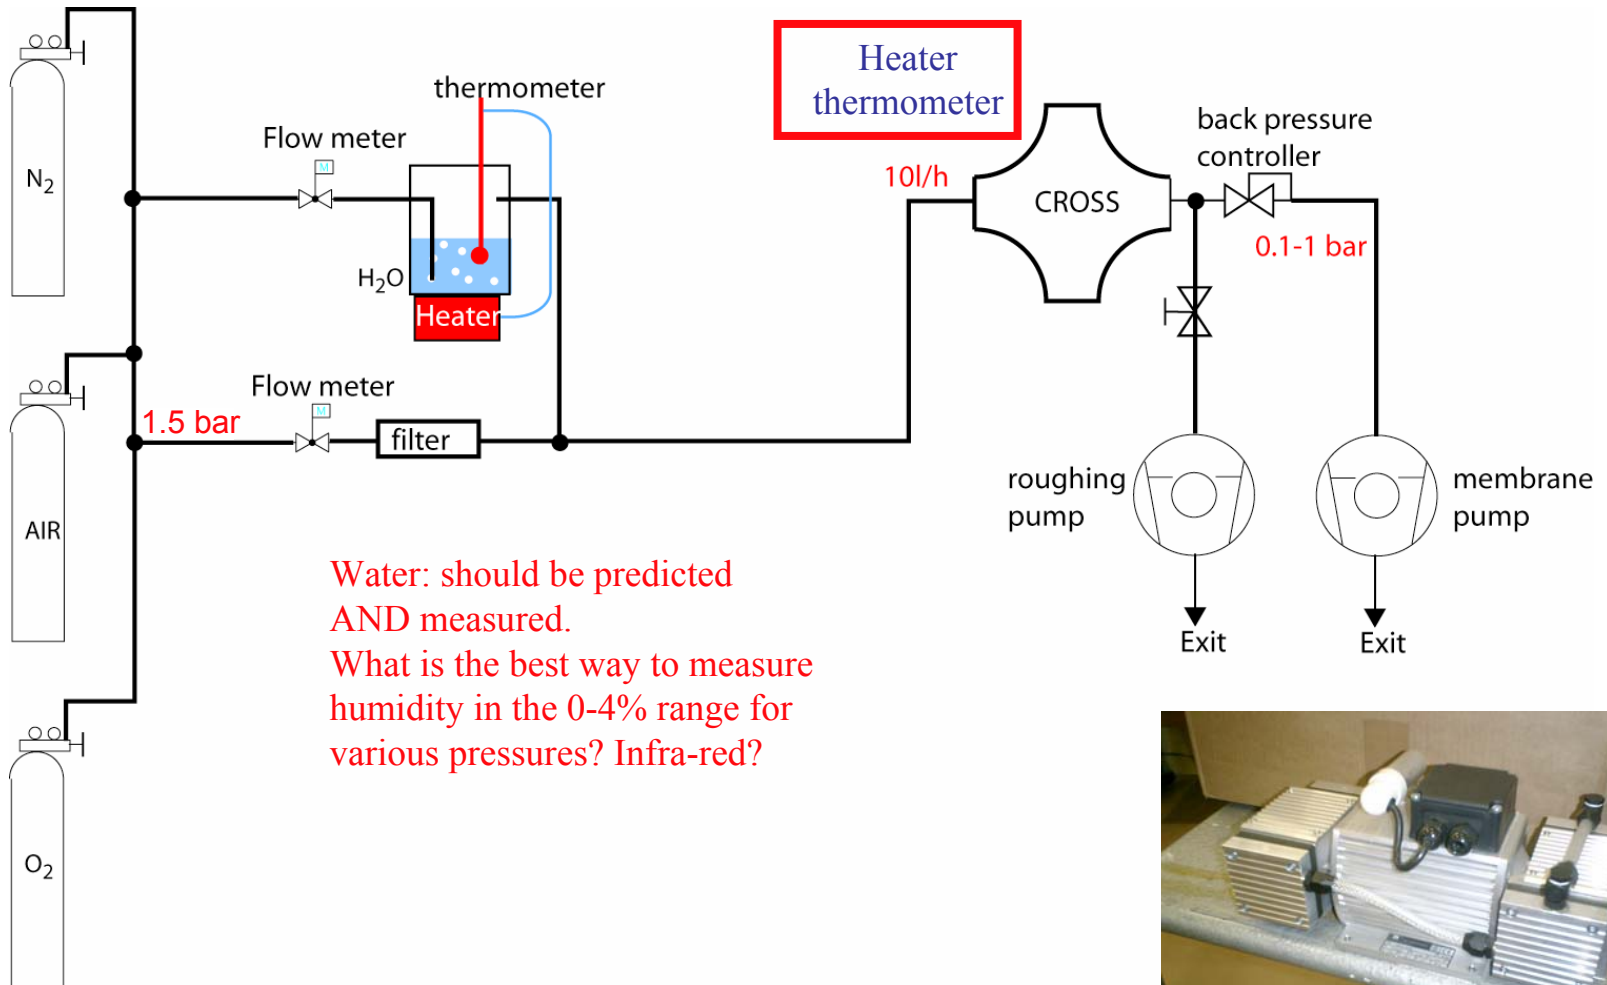 N2
AIR
O2
Flow meter
M
thermometer
H2O
Heater
Flow meter
M
1.5 bar
filter
Heater
thermometer
10l/h
CROSS
back pressure
controller
0.1-1 bar
roughing
pump
membrane
pump
Exit
Exit
Water: should be predicted
AND measured.
What is the best way to measure
humidity in the 0-4% range for
various pressures? Infra-red?